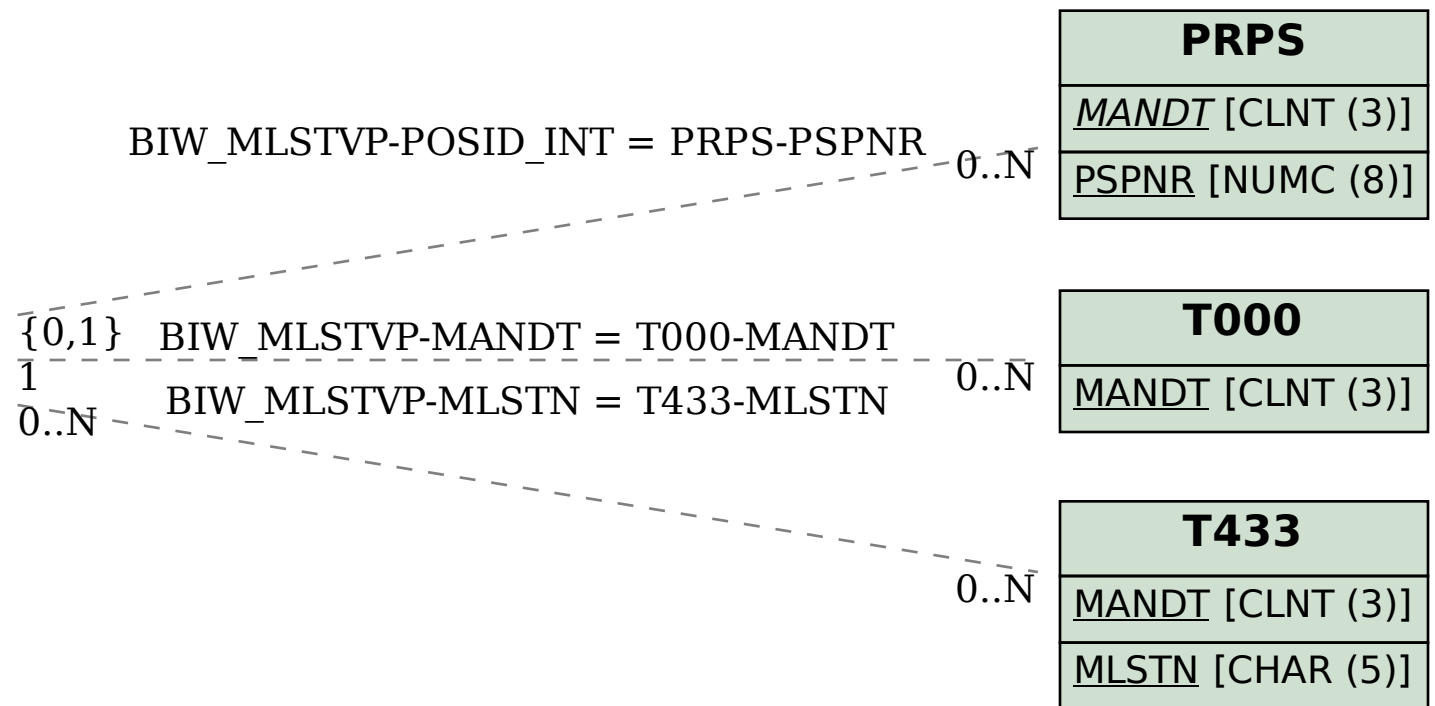 PRPS
MANDT [CLNT (3)]
BIW_MLSTVP-POSID_INT = PRPS-PSPNR
0..N
PSPNR [NUMC (8)]
{0,1}
BIW_MLSTVP-MANDT = T000-MANDT
T000
1
0..N
MANDT [CLNT (3)]
BIW_MLSTVP-MLSTN = T433-MLSTN
0..N
T433
0..N
MANDT [CLNT (3)]
MLSTN [CHAR (5)]